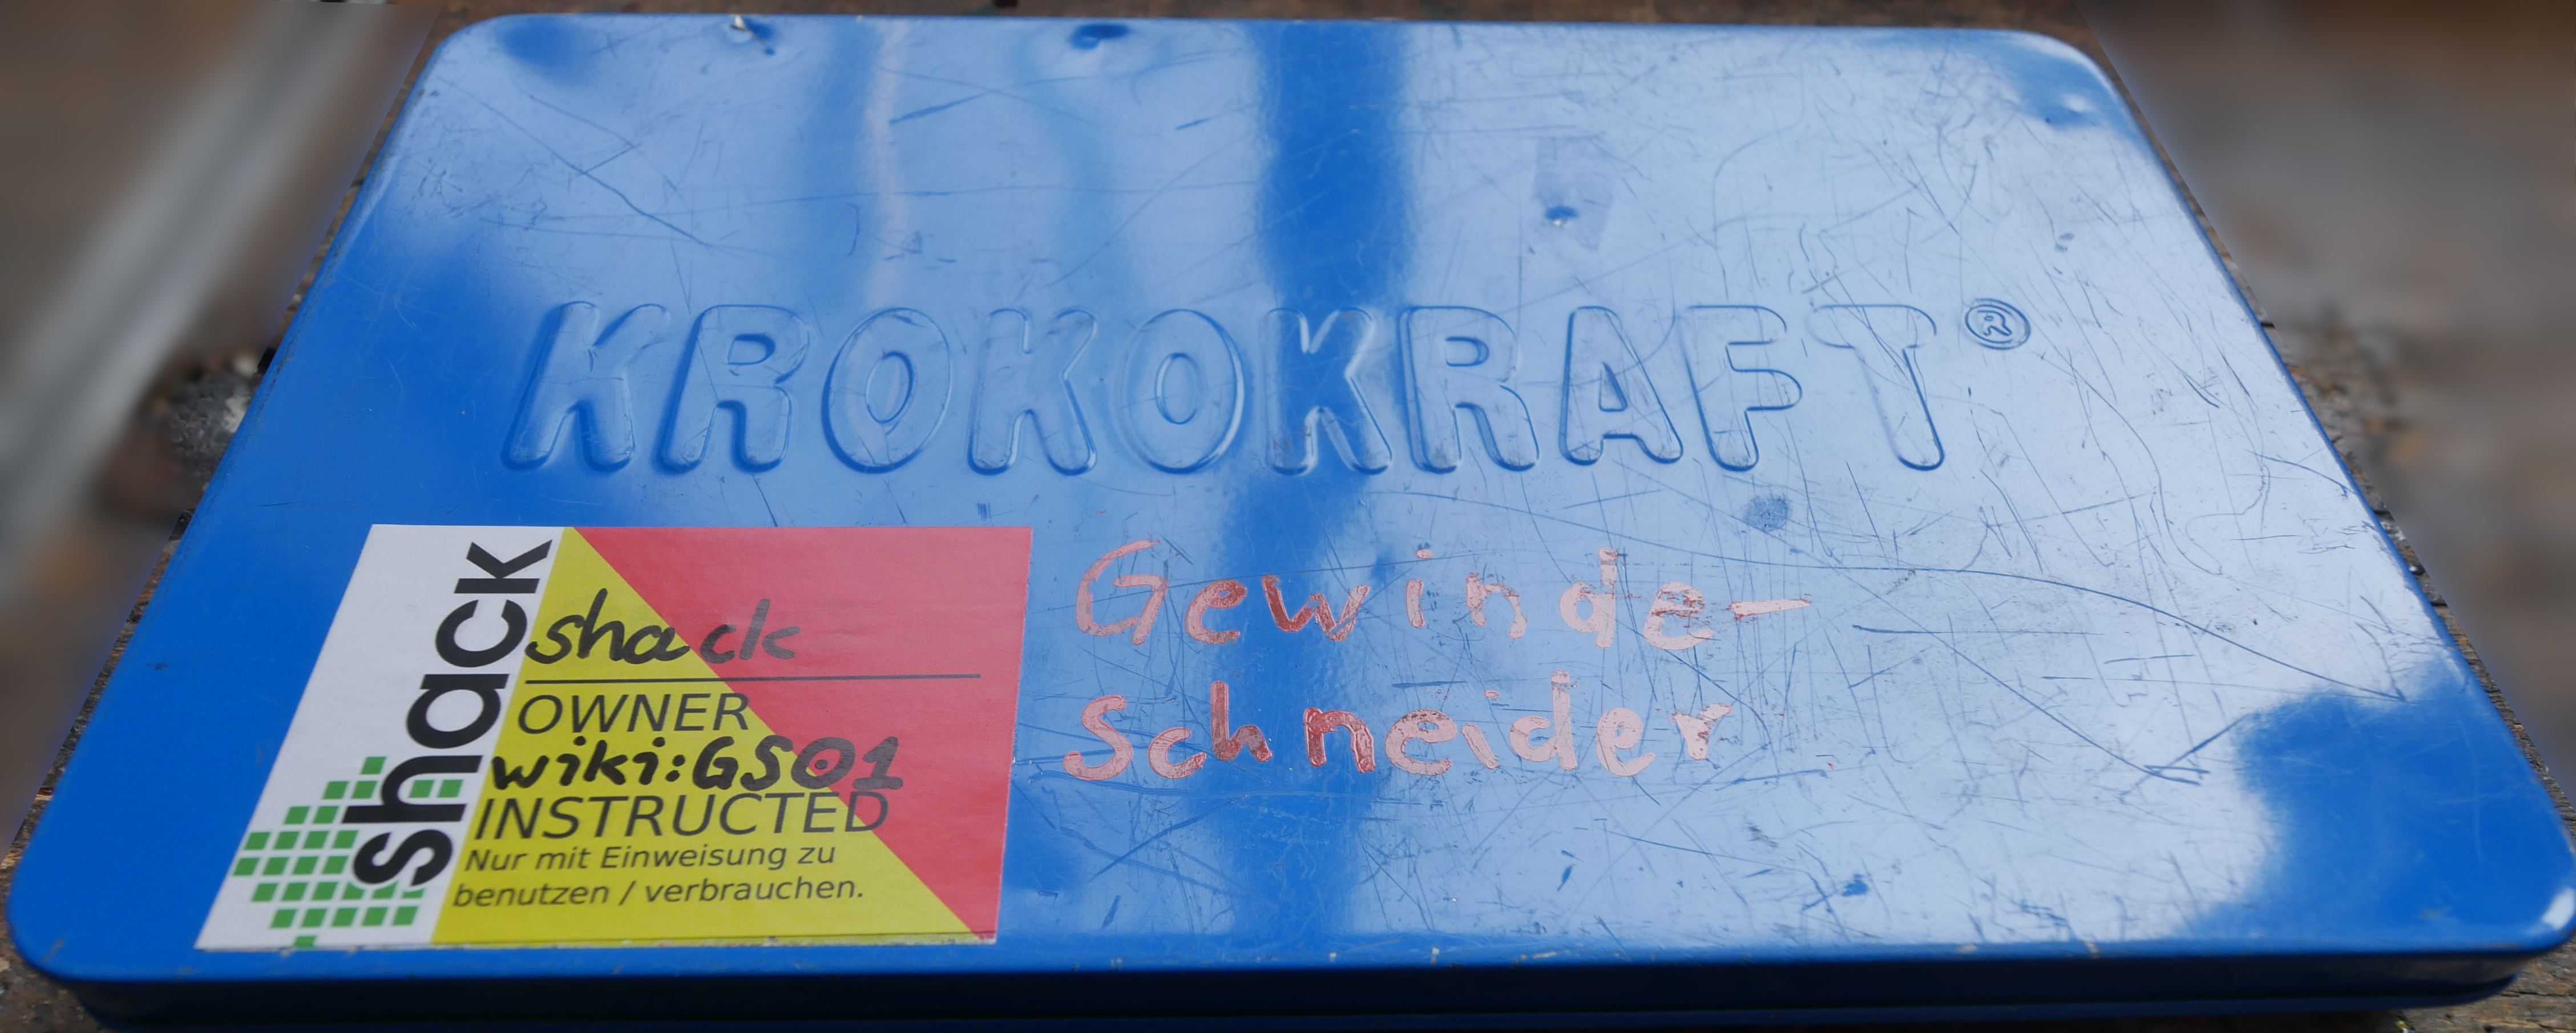 KROKOKRAFT®
shack
shack
OWNER
wiki:GS01
INSTRUCTED
Nur mit Einweisung zu
benutzen / verbrauchen.
Gewinde-
Schneider